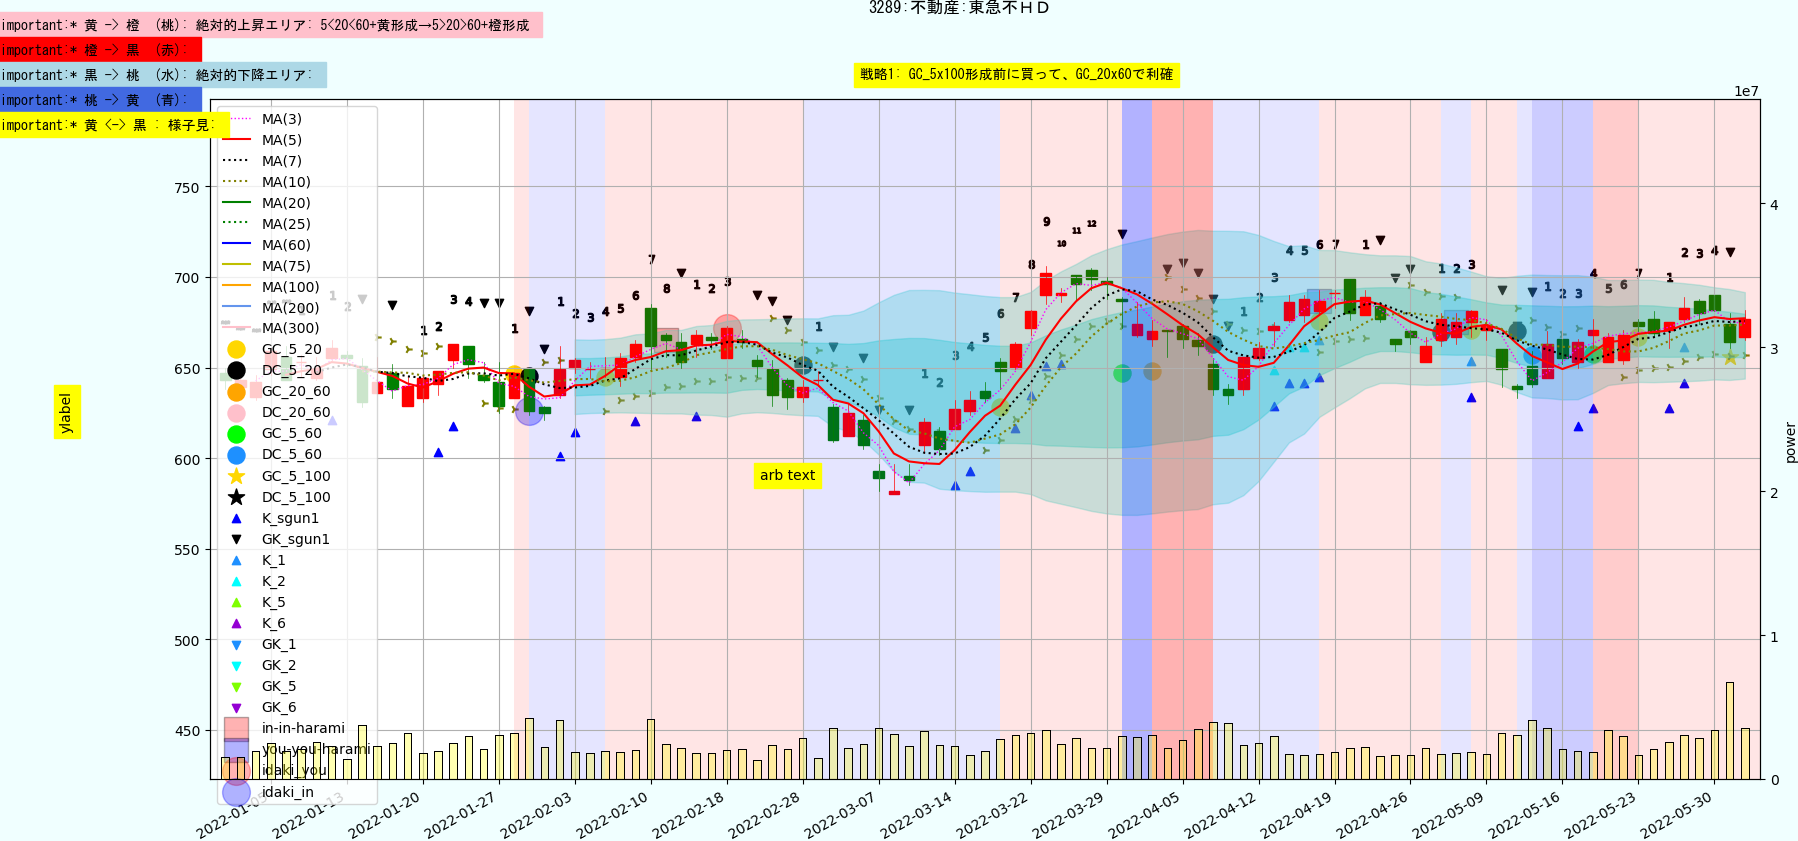 3289:不動産:東急不ＨＤ
important:* 黄 -> 橙 (桃): 絶対的上昇エリア: 5<20<60+黄形成→5>20>60+橙形成
important:* 橙 -> 黒 (赤):
important:* 黒 -> 桃 (水): 絶対的下降エリア:
important:* 桃 -> 黄 (青):
important:* 黄 <-> 黒 : 様子見:
戦略1: GC_5x100形成前に買って、GC_20x60で利確
1e7
MA(3)
MA(5)
MA(7)
MA(10)
MA(20)
MA(25)
MA(60)
MA(75)
MA(100)
MA(200)
MA(300)
GC_5_20
DC_5_20
GC_20_60
DC_20_60
GC_5_60
DC_5_60
GC_5_100
DC_5_100
K_sgun1
GK_sgun1
K_1
K_2
K_5
K_6
GK_1
GK_2
GK_5
GK_6
in-in-harami
you-you-harami
idaki_you
idaki_in
750
700
650
600
550
500
450
ylabel
arb text
4
3
2
1
0
power
2022-01-05
2022-01-13
2022-01-20
2022-01-27
2022-02-03
2022-02-10
2022-02-18
2022-02-28
2022-03-07
2022-03-14
2022-03-22
2022-03-29
2022-04-05
2022-04-12
2022-04-19
2022-04-26
2022-05-09
2022-05-16
2022-05-23
2022-05-30